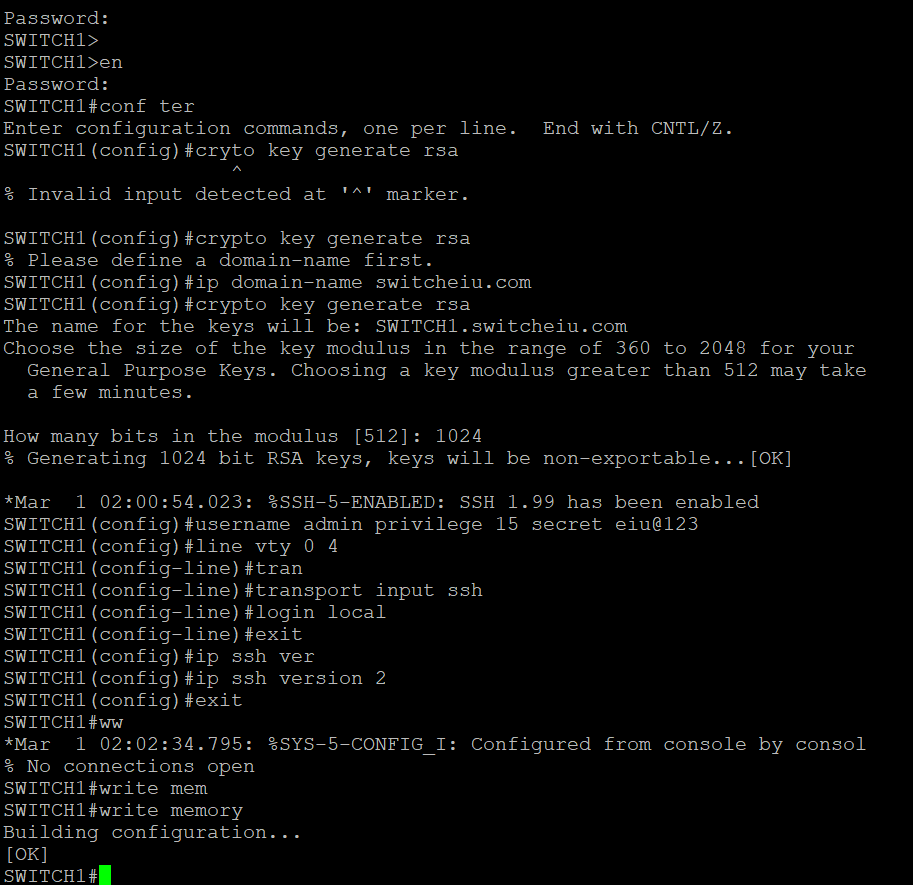 Password:
SWITCH1>
SWITCH1>en
Password:
SWITCH1#conf ter
Enter configuration commands, one per line.  End with CNTL/Z.
SWITCH1(config)#cryto key generate rsa
                   ^
% Invalid input detected at '^' marker.

SWITCH1(config)#crypto key generate rsa
% Please define a domain-name first.
SWITCH1(config)#ip domain-name switcheiu.com
SWITCH1(config)#crypto key generate rsa
The name for the keys will be: SWITCH1.switcheiu.com
Choose the size of the key modulus in the range of 360 to 2048 for your
  General Purpose Keys. Choosing a key modulus greater than 512 may take
  a few minutes.

How many bits in the modulus [512]: 1024
% Generating 1024 bit RSA keys, keys will be non-exportable...[OK]

*Mar  1 02:00:54.023: %SSH-5-ENABLED: SSH 1.99 has been enabled
SWITCH1(config)#username admin privilege 15 secret eiu@123
SWITCH1(config)#line vty 0 4
SWITCH1(config-line)#tran
SWITCH1(config-line)#transport input ssh
SWITCH1(config-line)#login local
SWITCH1(config-line)#exit
SWITCH1(config)#ip ssh ver
SWITCH1(config)#ip ssh version 2
SWITCH1(config)#exit
SWITCH1#ww
*Mar  1 02:02:34.795: %SYS-5-CONFIG_I: Configured from console by consol
% No connections open
SWITCH1#write mem
SWITCH1#write memory
Building configuration...
[OK]
SWITCH1#